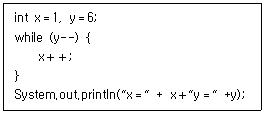 int x=1, y=6;
while (y--) {
x++;
}
System.out.println("x=" + x+"y=" +y);